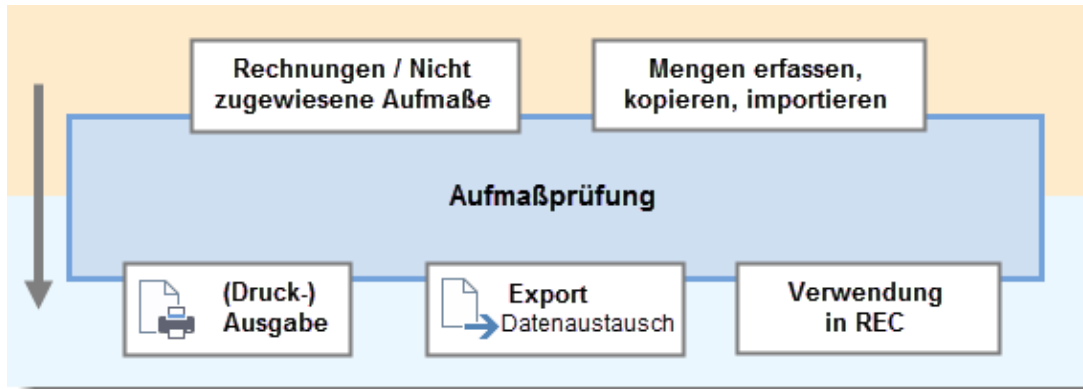 Rechnungen / Nicht
zugewiesene Aufmaße
Mengen erfassen,
kopieren, importieren
Aufmaßprüfung
(Druck-)
Ausgabe
Export
Datenaustausch
Verwendung
in REC